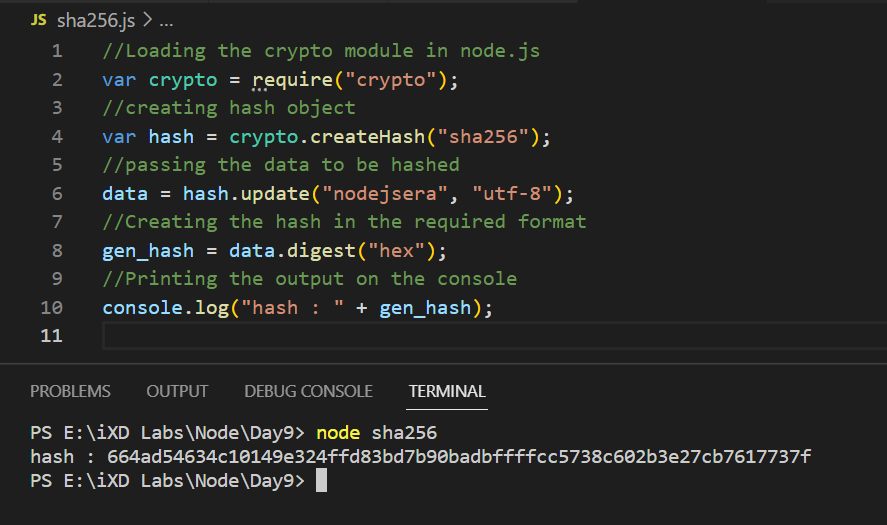 JS sha256.js > ...
1 //Loading the crypto module in node.js
2 var crypto = require("crypto");
3 //creating hash object
4 var hash = crypto.createHash("sha256");
5 //passing the data to be hashed
6 data = hash.update("nodejsera", "utf-8");
7 //Creating the hash in the required format
8 gen_hash = data.digest("hex");
9 //Printing the output on the console
10 console.log("hash : " + gen_hash);
11
PROBLEMS OUTPUT DEBUG CONSOLE TERMINAL
PS E:\iXD Labs\Node\Day9> node sha256
hash : 664ad54634c10149e324ffd83bd7b90badbffffcc5738c602b3e27cb7617737f
PS E:\iXD Labs\Node\Day9>